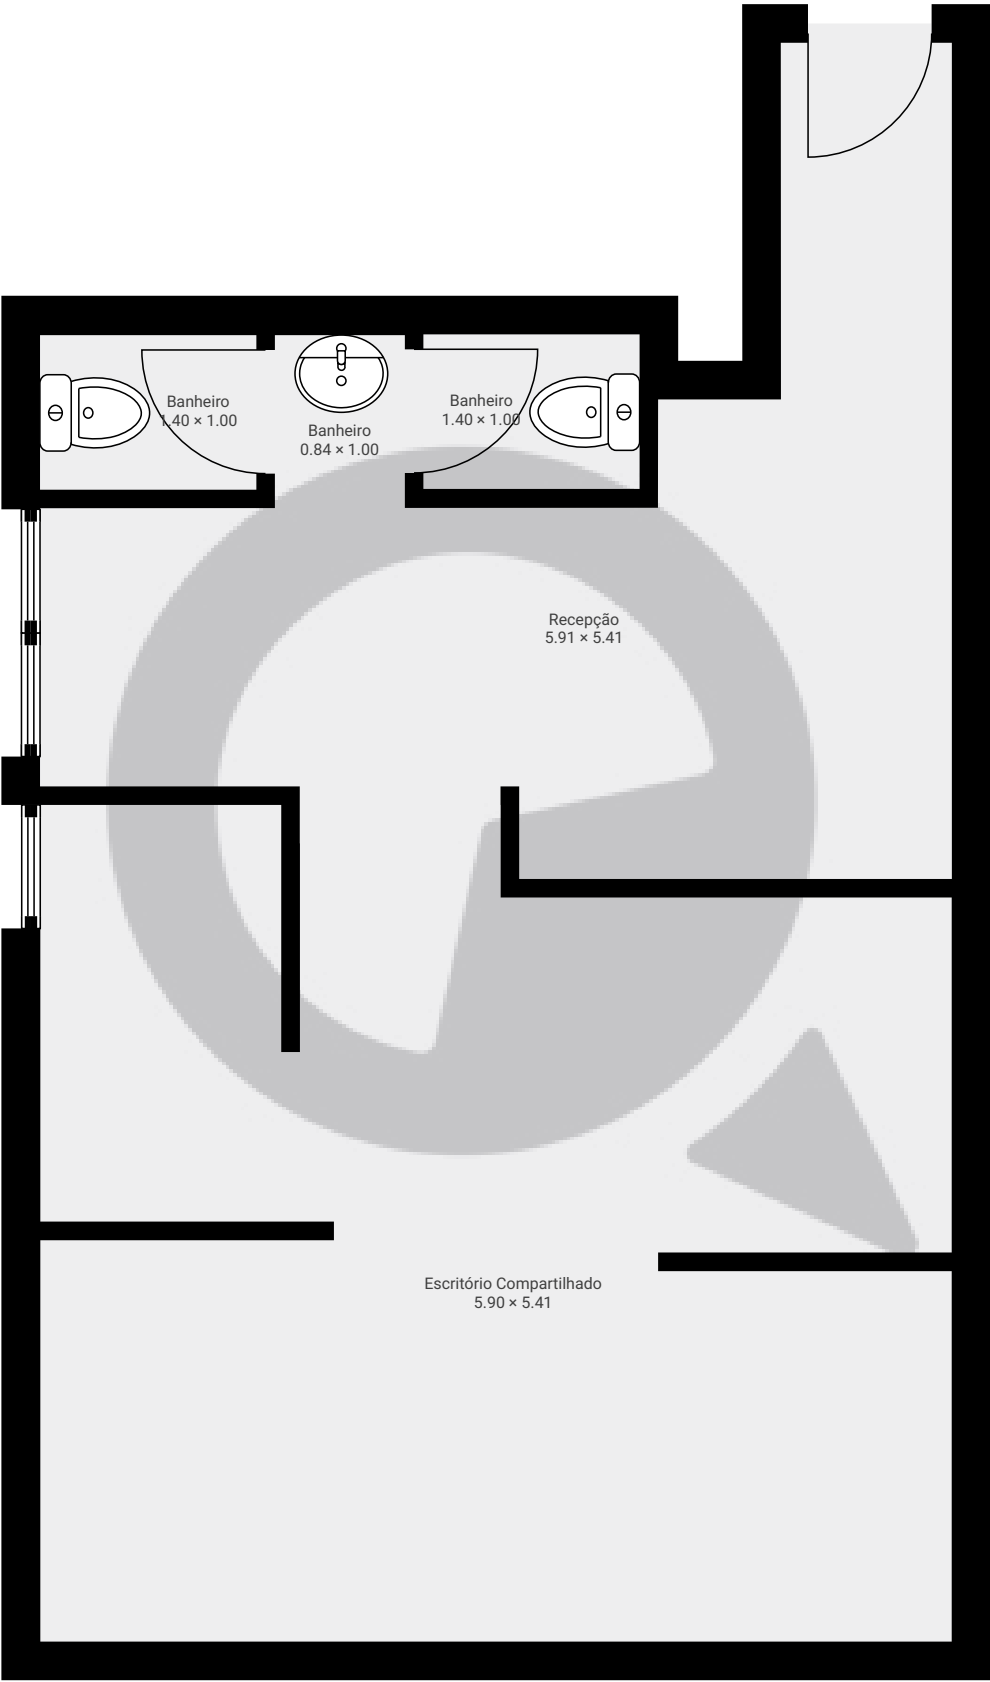 Banheiro
1.40 × 1.00
Banheiro
0.84 × 1.00
Banheiro
1.40 × 1.00
Recepção
5.91 × 5.41
Escritório Compartilhado
5.90 × 5.41